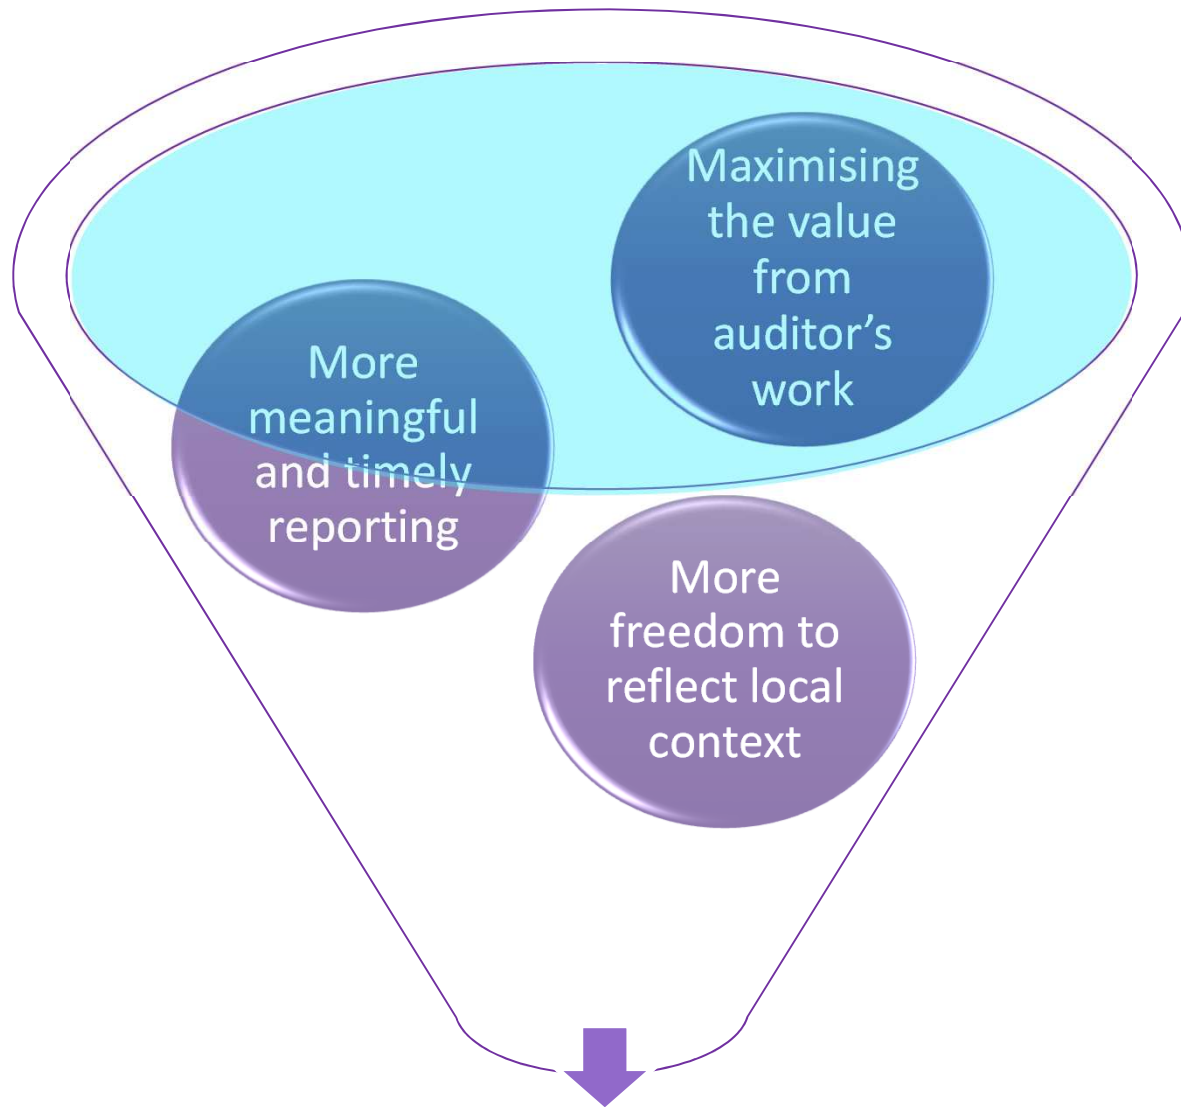 Maximising
the value
from
auditor’s
work
More
meaningful
and timely
reporting
More
freedom to
reflect local
context